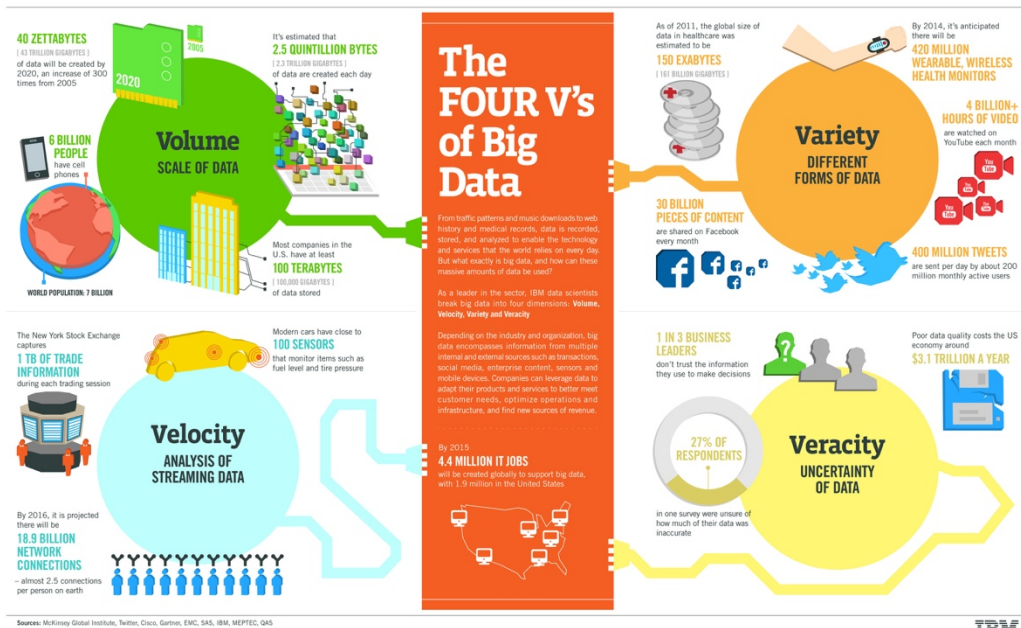 40 ZETTABYTES
[ 43 TRILLION GIGABYTES ]
of data will be created by
2020, an increase of 300
times from 2005
2005
2020
It's estimated that
2.5 QUINTILLION BYTES
[ 2.3 TRILLION GIGABYTES ]
of data are created each day
6 BILLION
PEOPLE
have cell
phones
Volume
SCALE OF DATA
WORLD POPULATION: 7 BILLION
Most companies in the
U.S. have at least
100 TERABYTES
[ 100,000 GIGABYTES ]
of data stored
The New York Stock Exchange
captures
1 TB OF TRADE
INFORMATION
during each trading session
Modern cars have close to
100 SENSORS
that monitor items such as
fuel level and tire pressure
Velocity
ANALYSIS OF
STREAMING DATA
By 2016, it is projected
there will be
18.9 BILLION
NETWORK
CONNECTIONS
– almost 2.5 connections
per person on earth
The
FOUR V's
of Big
Data
From traffic patterns and music downloads to web
history and medical records, data is recorded,
stored, and analyzed to enable the technology
and services that the world relies on every day.
But what exactly is big data, and how can these
massive amounts of data be used?
As a leader in the sector, IBM data scientists
break big data into four dimensions: Volume,
Velocity, Variety and Veracity
Depending on the industry and organization, big
data encompasses information from multiple
internal and external sources such as transactions,
social media, enterprise content, sensors and
mobile devices. Companies can leverage data to
adapt their products and services to better meet
customer needs, optimize operations and
infrastructure, and find new sources of revenue.
By 2015
4.4 MILLION IT JOBS
will be created globally to support big data,
with 1.9 million in the United States
As of 2011, the global size of
data in healthcare was
estimated to be
150 EXABYTES
[ 161 BILLION GIGABYTES ]
By 2014, it's anticipated
there will be
420 MILLION
WEARABLE, WIRELESS
HEALTH MONITORS
Variety
DIFFERENT
FORMS OF DATA
4 BILLION+
HOURS OF VIDEO
are watched on
YouTube each month
You
Tube
You
Tube
You
Tube
You
Tube
30 BILLION
PIECES OF CONTENT
are shared on Facebook
every month
f
f
f
f
f
f
f
400 MILLION TWEETS
are sent per day by about 200
million monthly active users
1 IN 3 BUSINESS
LEADERS
don't trust the information
they use to make decisions
?
Poor data quality costs the US
economy around
$3.1 TRILLION A YEAR
27% OF
RESPONDENTS
in one survey were unsure of
how much of their data was
inaccurate
Veracity
UNCERTAINTY
OF DATA
Sources: McKinsey Global Institute, Twitter, Cisco, Gartner, EMC, SAS, IBM, MEPTEC, QAS
IBM